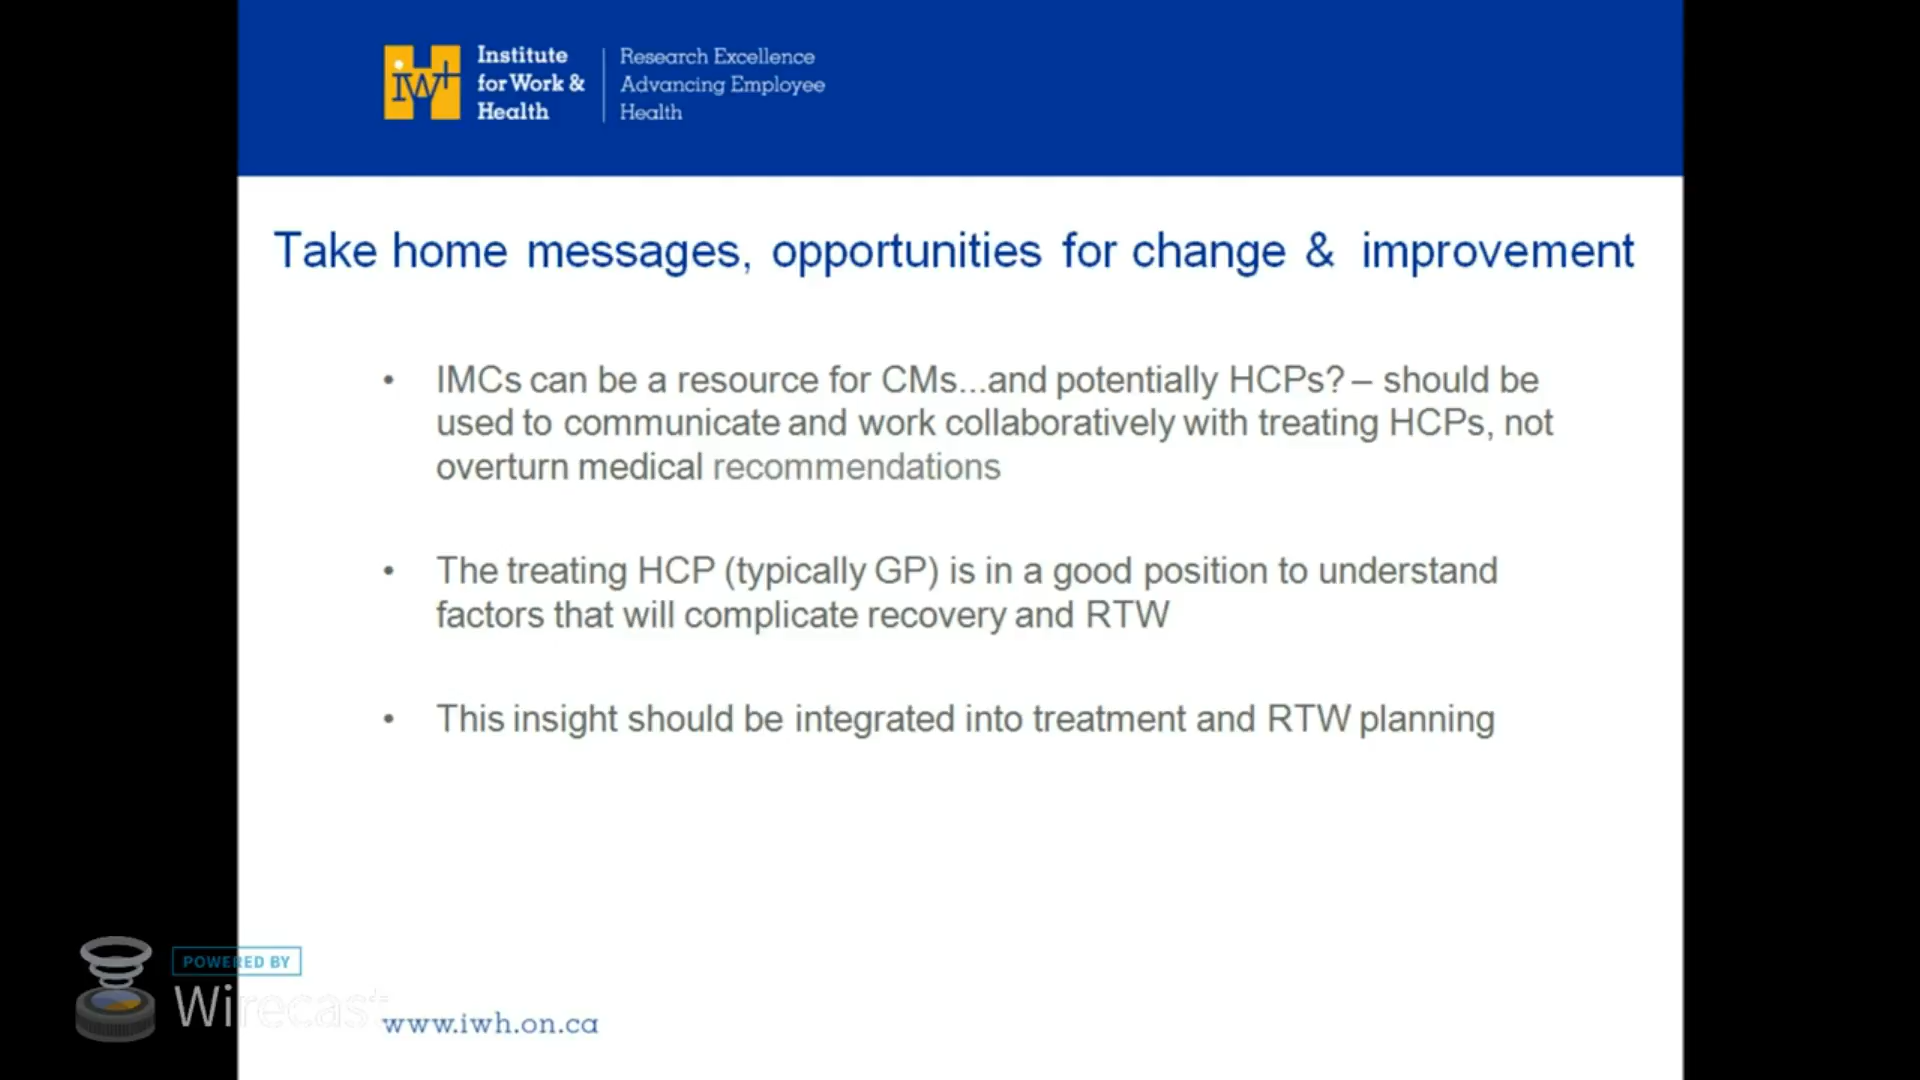 iw+
Institute
for Work &
Health
Research Excellence
Advancing Employee
Health
Take home messages, opportunities for change & improvement
• IMCs can be a resource for CMs...and potentially HCPs? – should be
used to communicate and work collaboratively with treating HCPs, not
overturn medical recommendations
• The treating HCP (typically GP) is in a good position to understand
factors that will complicate recovery and RTW
• This insight should be integrated into treatment and RTW planning
POWERED BY
Wirecast
www.iwh.on.ca